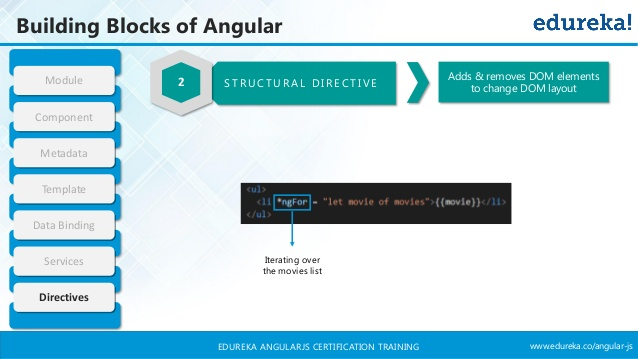 Building Blocks of Angular
edureka!
Module
Component
Metadata
Template
Data Binding
Services
Directives
2
STRUCTURAL DIRECTIVE
Adds & removes DOM elements
to change DOM layout
<ul>
<li *ngFor = "let movie of movies">{{movie}}</li>
</ul>
Iterating over
the movies list
EDUREKA ANGULARJS CERTIFICATION TRAINING
www.edureka.co/angular-js